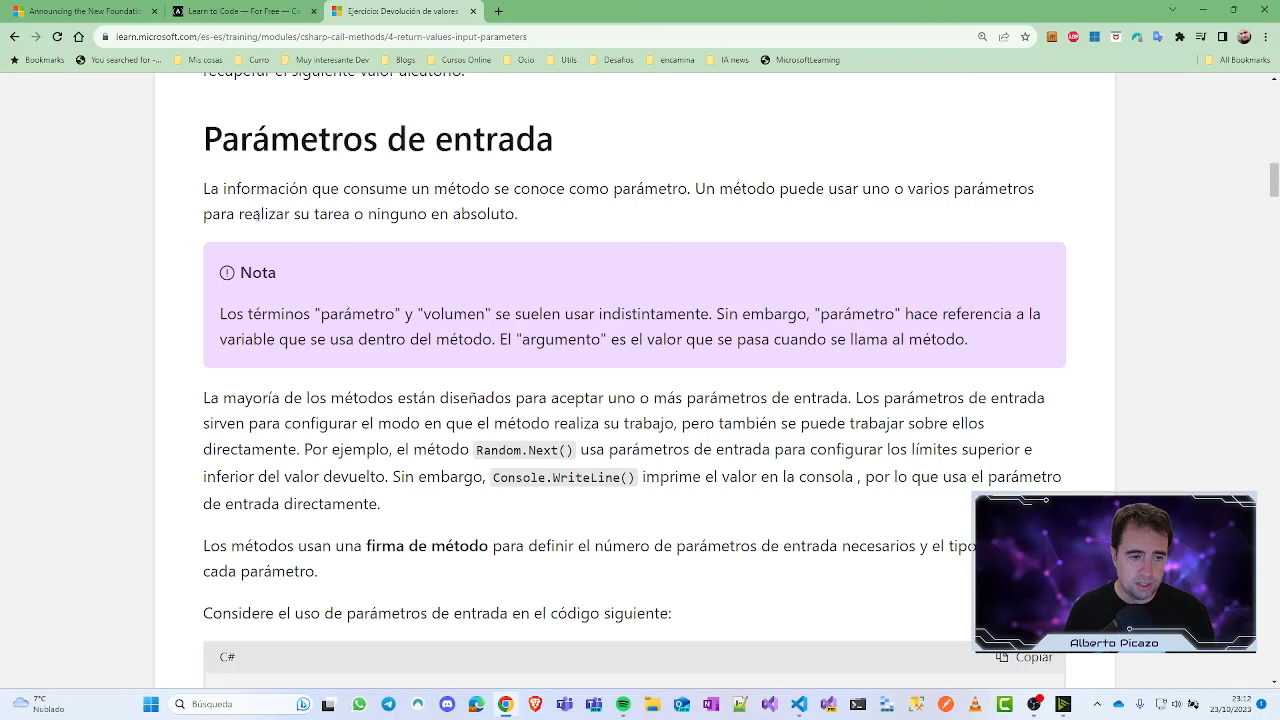 Announcing the New Foundatio
Learn to Code — For Free — Co
Ejercicio: Devolución de valores
learn.microsoft.com/es-es/training/modules/csharp-call-methods/4-return-values-input-parameters
Bookmarks
You searched for -...
Mis cosas
Curro
Muy interesante Dev
Blogs
Cursos Online
Ocio
Utils
Desafios
encamina
IA news
MicrosoftLearning
All Bookmarks
recuperar el siguiente valor aleatorio.
Parámetros de entrada
La información que consume un método se conoce como parámetro. Un método puede usar uno o varios parámetros
para realizar su tarea o ninguno en absoluto.
Nota
Los términos "parámetro" y "volumen" se suelen usar indistintamente. Sin embargo, "parámetro" hace referencia a la
variable que se usa dentro del método. El "argumento" es el valor que se pasa cuando se llama al método.
La mayoría de los métodos están diseñados para aceptar uno o más parámetros de entrada. Los parámetros de entrada
sirven para configurar el modo en que el método realiza su trabajo, pero también se puede trabajar sobre ellos
directamente. Por ejemplo, el método Random.Next() usa parámetros de entrada para configurar los límites superior e
inferior del valor devuelto. Sin embargo, Console.WriteLine() imprime el valor en la consola , por lo que usa el parámetro
de entrada directamente.
Los métodos usan una firma de método para definir el número de parámetros de entrada necesarios y el tipo
cada parámetro.
Considere el uso de parámetros de entrada en el código siguiente:
C#
Copiar
Alberto Picazo
7°C
Nublado
Búsqueda
23:12
23/10/2023